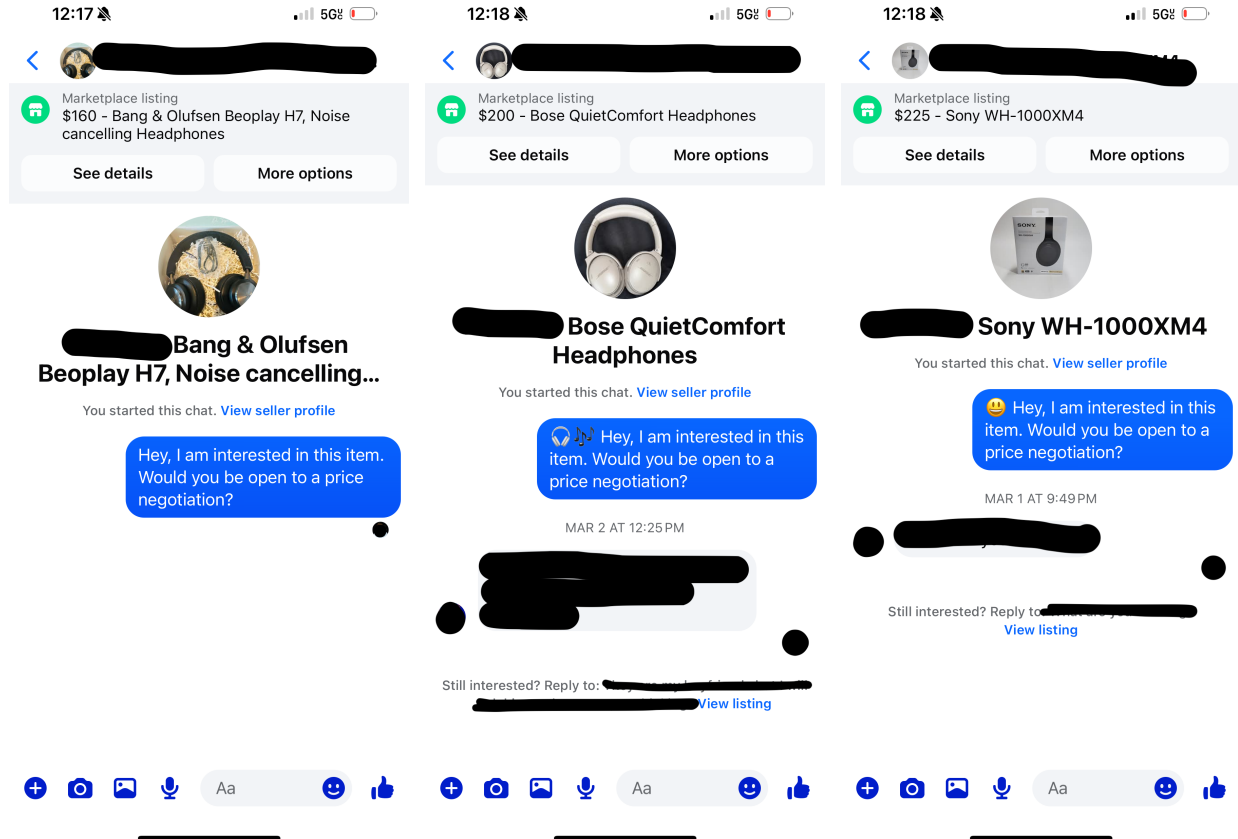 12:17
5G
Marketplace listing
$160 - Bang & Olufsen Beoplay H7, Noise
cancelling Headphones
See details
More options
Bang & Olufsen
Beoplay H7, Noise cancelling...
You started this chat. View seller profile
Hey, I am interested in this item.
Would you be open to a price
negotiation?
Aa
12:18
5G
Marketplace listing
$200 - Bose QuietComfort Headphones
See details
More options
Bose QuietComfort
Headphones
You started this chat. View seller profile
🎧🎶 Hey, I am interested in this
item. Would you be open to a
price negotiation?
MAR 2 AT 12:25 PM
Still interested? Reply to:
View listing
Aa
12:18
5G
Marketplace listing
$225 - Sony WH-1000XM4
See details
More options
SONY
Sony WH-1000XM4
You started this chat. View seller profile
😃 Hey, I am interested in this
item. Would you be open to a
price negotiation?
MAR 1 AT 9:49 PM
Still interested? Reply to
View listing
Aa